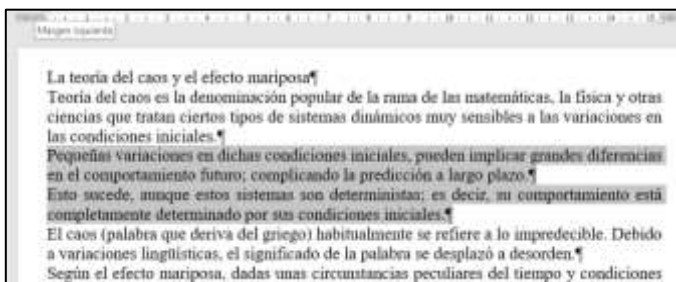 Margen izquierdo
La teoría del caos y el efecto mariposa¶
Teoría del caos es la denominación popular de la rama de las matemáticas, la física y otras
ciencias que tratan ciertos tipos de sistemas dinámicos muy sensibles a las variaciones en
las condiciones iniciales.¶
Pequeñas variaciones en dichas condiciones iniciales, pueden implicar grandes diferencias
en el comportamiento futuro; complicando la predicción a largo plazo.¶
Esto sucede, aunque estos sistemas son deterministas; es decir, su comportamiento está
completamente determinado por sus condiciones iniciales.¶
El caos (palabra que deriva del griego) habitualmente se refiere a lo impredecible. Debido
a variaciones lingüísticas, el significado de la palabra se desplazó a desorden.¶
Según el efecto mariposa, dadas unas circunstancias peculiares del tiempo y condiciones